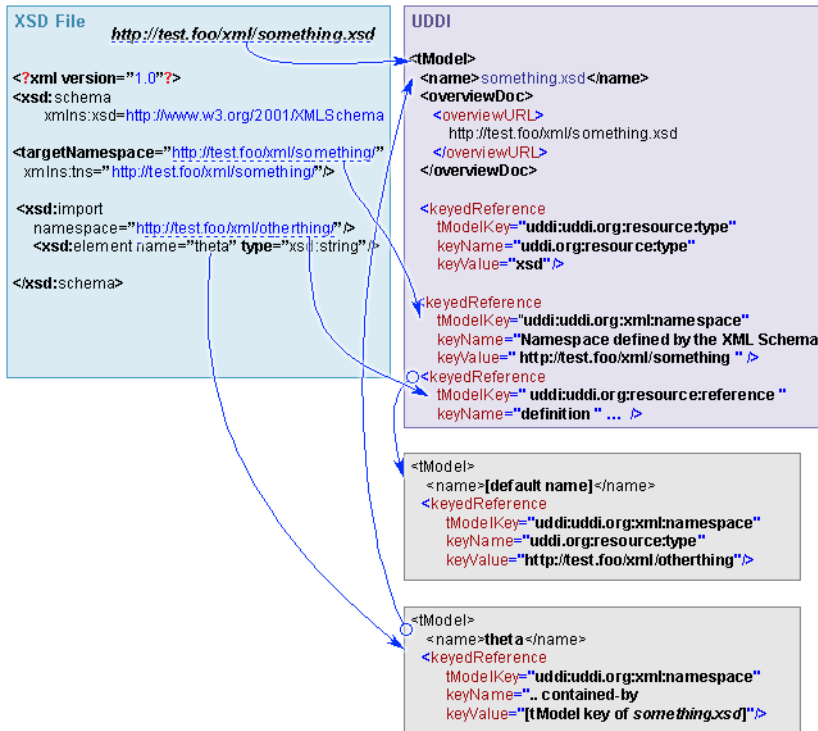 XSD File
http://test.foo/xml/something.xsd
<?xml version="1.0"?>
<xsd:schema
xmlns:xsd=http://www.w3.org/2001/XMLSchema
<targetNamespace="http://test.foo/xml/something/"
xmlns:tns="http://test.foo/xml/something/"/>
<xsd:import
namespace="http://test.foo/xml/otherthing/"/>
<xsd:element name="theta" type="xsd:string"/>
</xsd:schema>
UDDI
<tModel>
<name>something.xsd</name>
<overviewDoc>
<overviewURL>
http://test.foo/xml/something.xsd
</overviewURL>
</overviewDoc>
<keyedReference
tModelKey="uddi:uddi.org:resource:type"
keyName="uddi.org:resource:type"
keyValue="xsd"/>
<keyedReference
tModelKey="uddi:uddi.org:xml:namespace"
keyName="Namespace defined by the XML Schema
keyValue=" http://test.foo/xml/something " />
<keyedReference
tModelKey=" uddi:uddi.org:resource:reference "
keyName="definition " ... />
<tModel>
<name>[default name]</name>
<keyedReference
tModelKey="uddi:uddi.org:xml:namespace"
keyName="uddi.org:resource:type"
keyValue="http://test.foo/xml/otherthing"/>
<tModel>
<name>theta</name>
<keyedReference
tModelKey="uddi:uddi.org:xml:namespace"
keyName=".. contained-by
keyValue="[tModel key of something.xsd]"/>